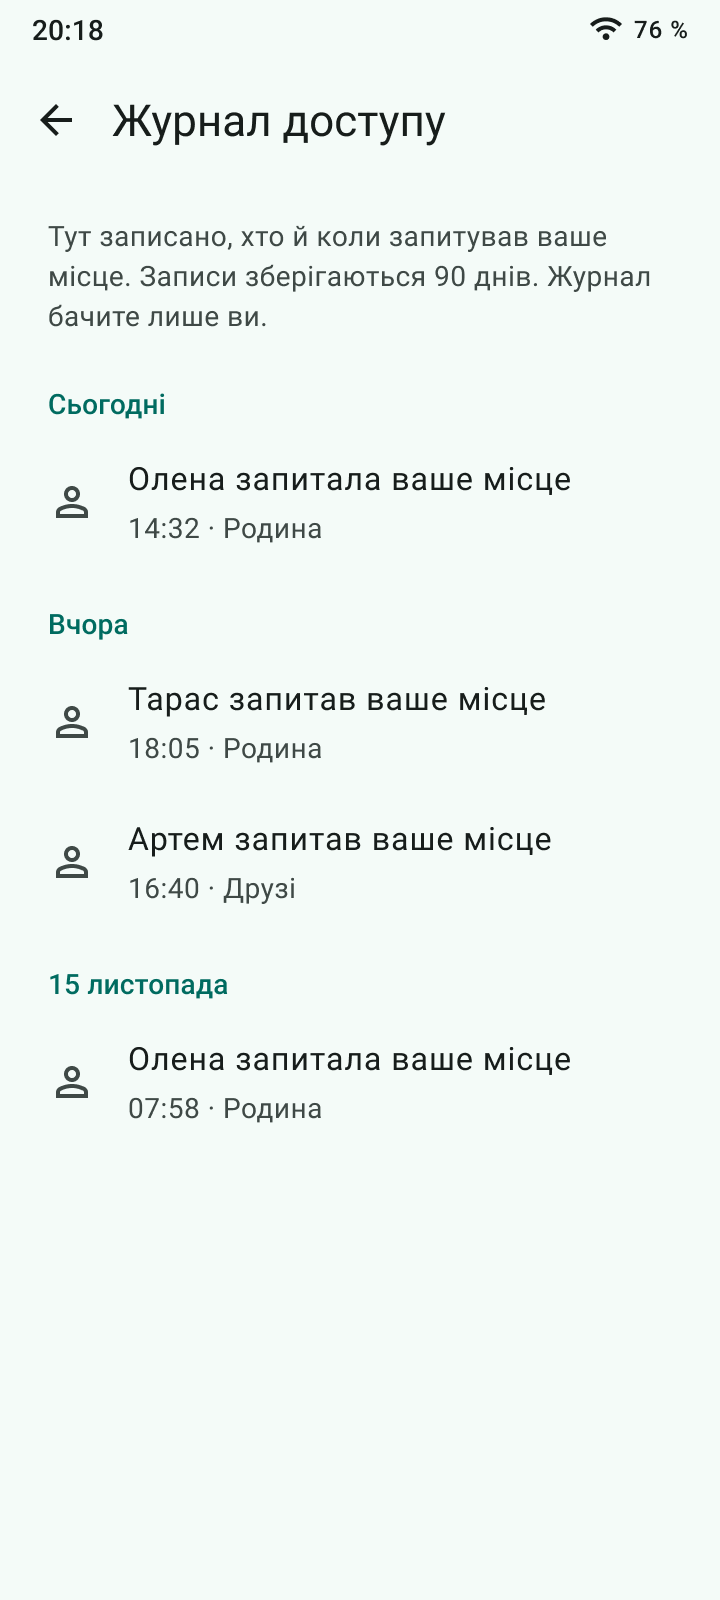 20:18
76 %
Журнал доступу
Тут записано, хто й коли запитував ваше
місце. Записи зберігаються 90 днів. Журнал
бачите лише ви.
Сьогодні
Олена запитала ваше місце
14:32 · Родина
Вчора
Тарас запитав ваше місце
18:05 · Родина
Артем запитав ваше місце
16:40 · Друзі
15 листопада
Олена запитала ваше місце
07:58 · Родина